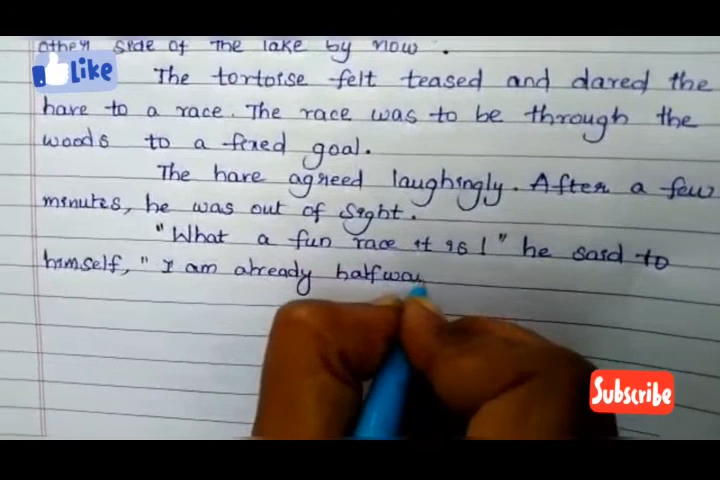 other side of the lake by now.
Like
The tortoise felt teased and dared the
hare to a race. The race was to be through the
woods to a fixed goal.
The hare agreed laughingly. After a few
minutes, he was out of sight.
"What a fun race it is!" he said to
himself, "I am already halfway
Subscribe